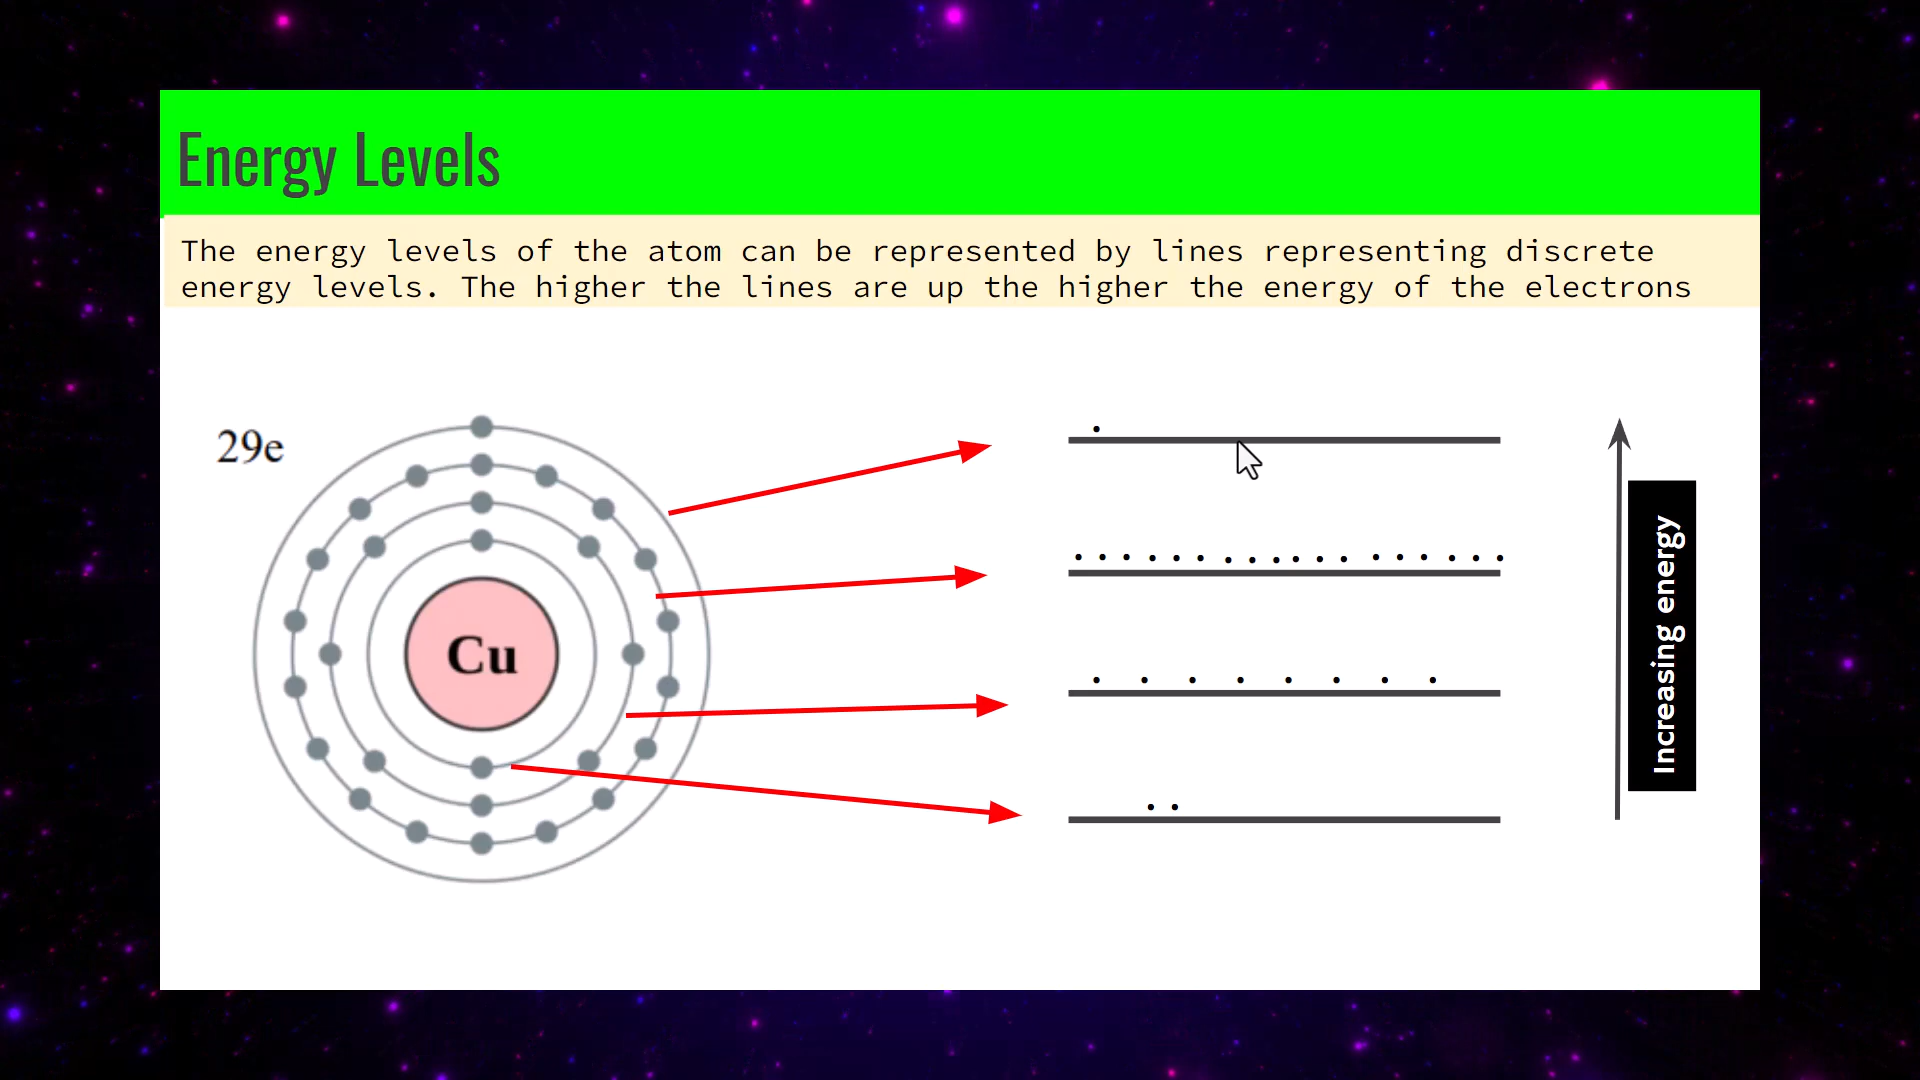 Energy Levels
The energy levels of the atom can be represented by lines representing discrete
energy levels. The higher the lines are up the higher the energy of the electrons
29e
Cu
Increasing energy